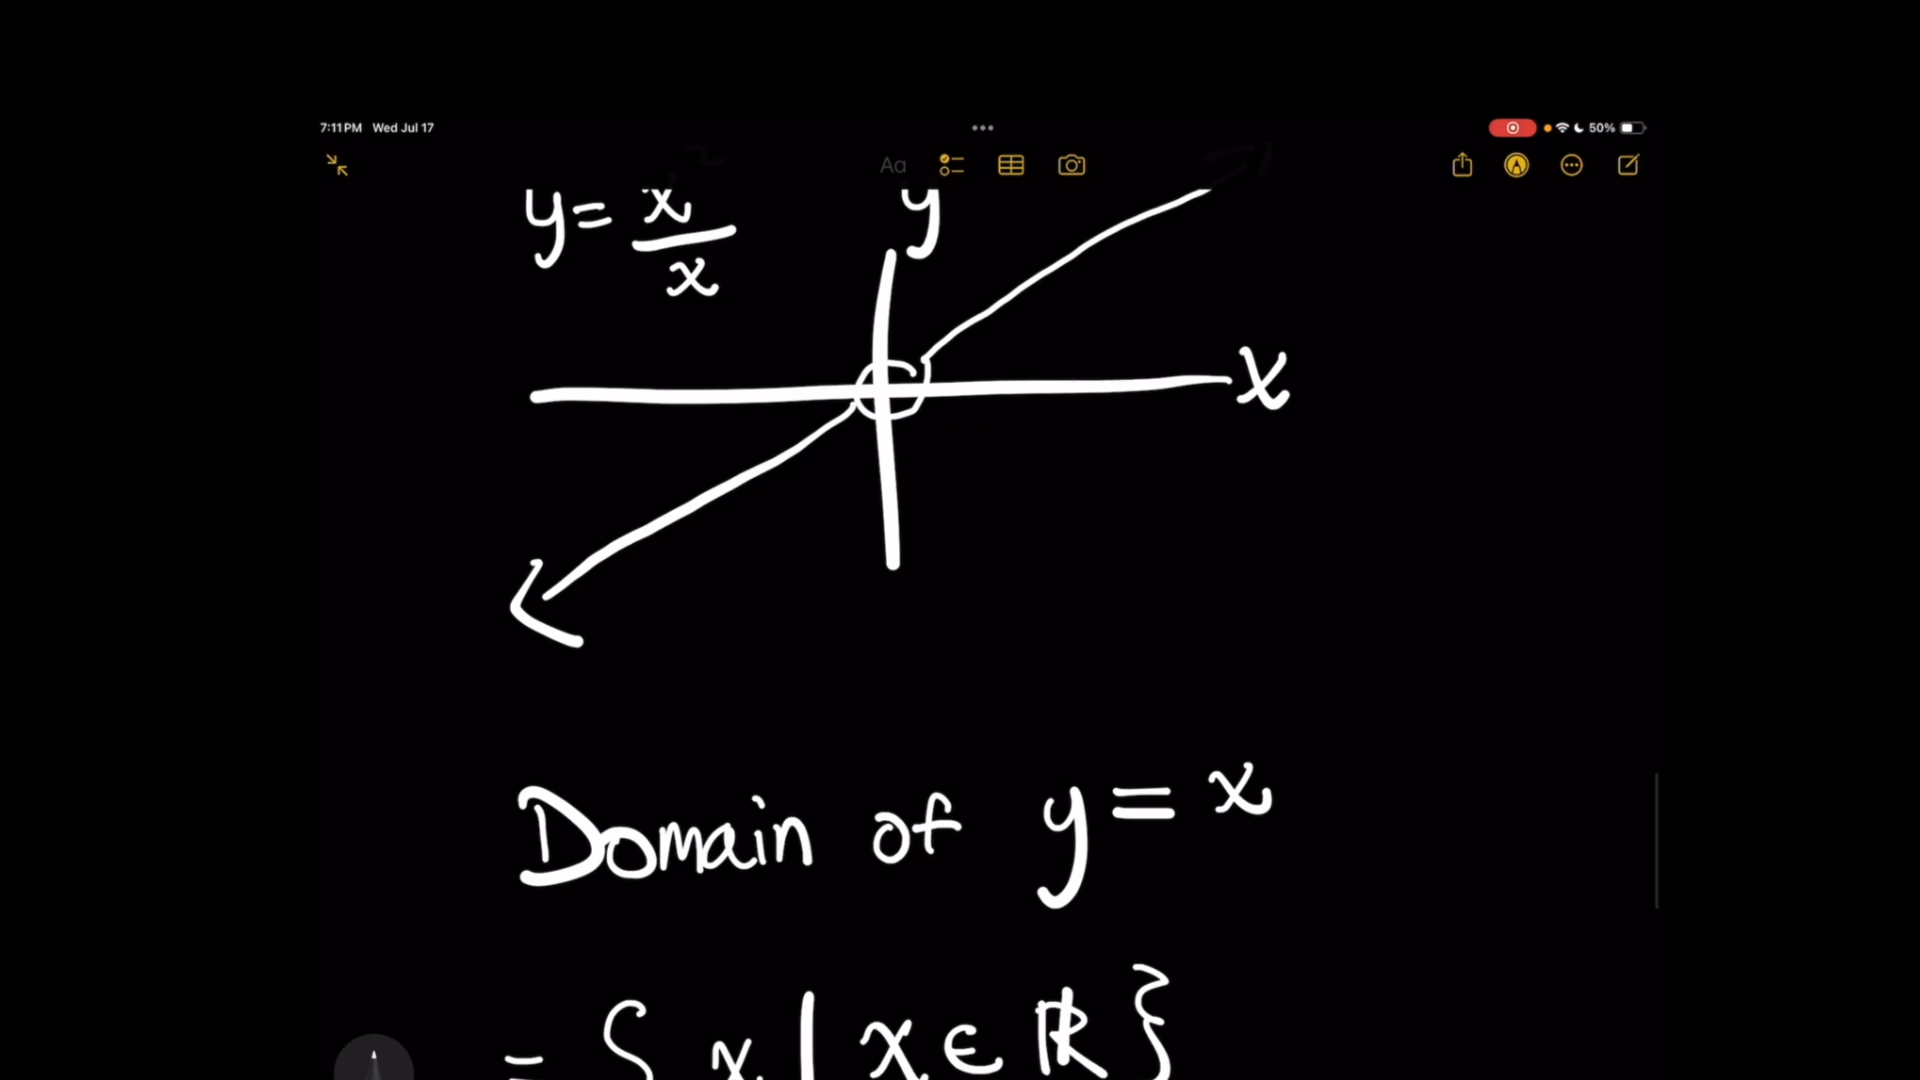 7:11 PM Wed Jul 17
50%
Aa
y = x/x
y
x
Domain of y = x
= { x | x ∈ ℝ }